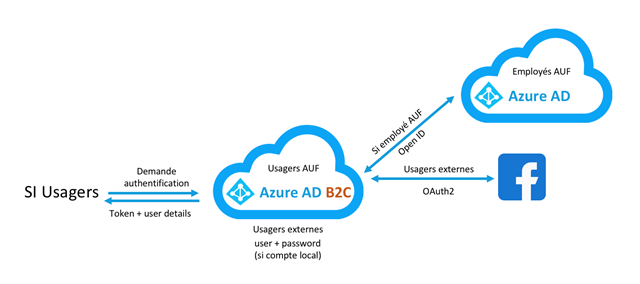 Employés AUF
Azure AD
Si employé AUF
Open ID
Usagers externes
OAuth2
Usagers AUF
Azure AD B2C
Demande
authentification
SI Usagers
Token + user details
Usagers externes
user + password
(si compte local)